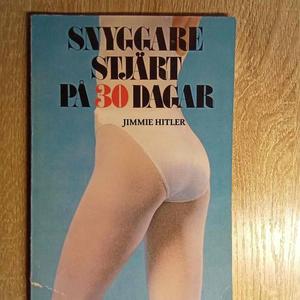 SNYGGARE
STJÄRT
PÅ 30 DAGAR
JIMMIE HITLER